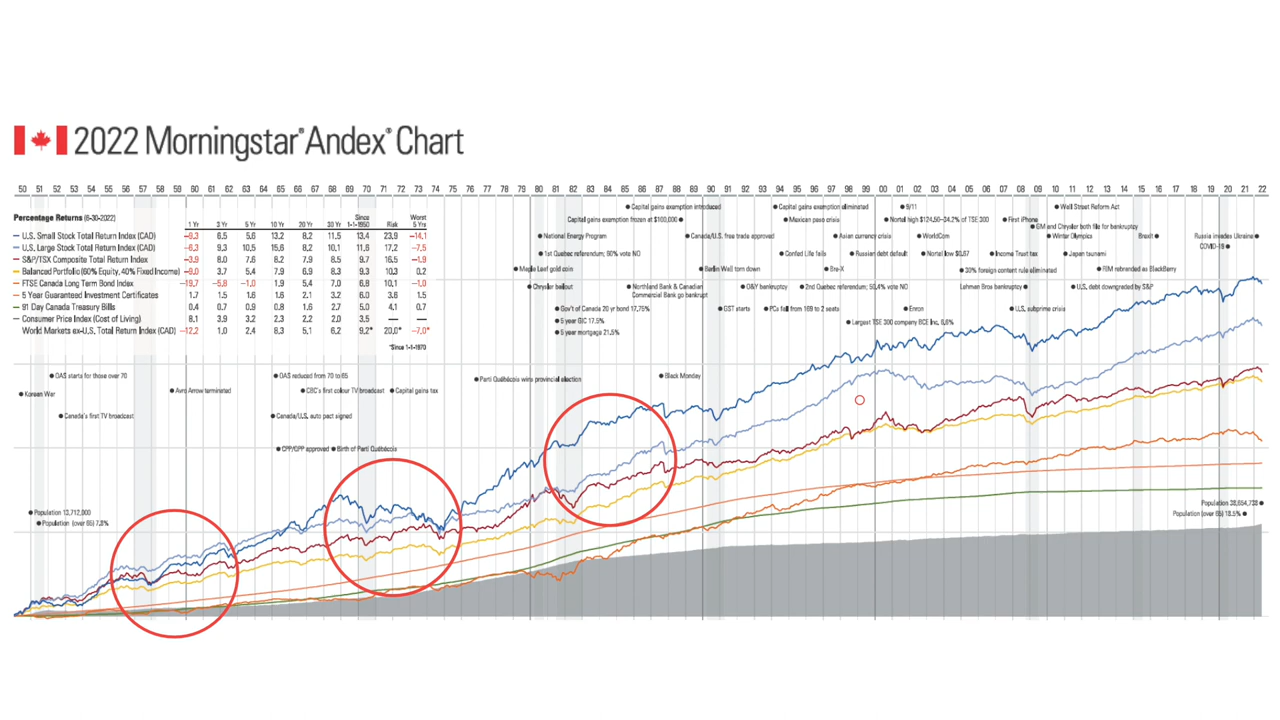 2022 Morningstar® Andex® Chart
50 51 52 53 54 55 56 57 58 59 60 61 62 63 64 65 66 67 68 69 70 71 72 73 74 75 76 77 78 79 80 81 82 83 84 85 86 87 88 89 90 91 92 93 94 95 96 97 98 99 00 01 02 03 04 05 06 07 08 09 10 11 12 13 14 15 16 17 18 19 20 21 22
Percentage Returns (6-30-2022) 1 Yr 3 Yr 5 Yr 10 Yr 20 Yr 30 Yr Since 1-1-1950 Risk Worst 5 Yrs
U.S. Small Stock Total Return Index (CAD) –9,3 6,5 5,6 13,2 8,2 11,5 13,4 23,9 –14,1
U.S. Large Stock Total Return Index (CAD) –6,3 9,3 10,5 15,6 8,2 10,1 11,6 17,2 –7,5
S&P/TSX Composite Total Return Index –3,9 8,0 7,6 8,2 7,9 8,5 9,7 16,5 –1,9
Balanced Portfolio (60% Equity, 40% Fixed Income) –9,0 3,7 5,4 7,9 6,9 8,3 9,3 10,3 0,2
FTSE Canada Long Term Bond Index –19,7 –5,8 –1,0 1,9 5,4 7,0 6,8 10,1 –1,0
5 Year Guaranteed Investment Certificates 1,7 1,5 1,6 1,6 2,1 3,2 6,0 3,8 1,5
91 Day Canada Treasury Bills 0,4 0,7 0,9 0,8 1,6 2,7 5,0 4,1 0,7
Consumer Price Index (Cost of Living) 8,1 3,9 3,2 2,3 2,2 2,0 3,5 — —
World Markets ex-U.S. Total Return Index (CAD) –12,2 1,0 2,4 8,3 5,1 6,2 9,2* 20,0* –7,0*
*Since 1-1-1970
Capital gains exemption introduced
Capital gains exemption eliminated
9/11
Wall Street Reform Act
Capital gains exemption frozen at $100,000
Mexican peso crisis
Nortel high $124,50–34.2% of TSE 300
First iPhone
GM and Chrysler both file for bankruptcy
National Energy Program
Canada/U.S. free trade approved
Asian currency crisis
WorldCom
Winter Olympics
Brexit
Russia invades Ukraine
COVID-19
1st Quebec referendum; 60% vote NO
Confed Life fails
Russian debt default
Nortel low $0,67
Income Trust tax
Japan tsunami
Maple Leaf gold coin
Berlin Wall torn down
Bre-X
30% foreign content rule eliminated
RIM rebranded as BlackBerry
Chrysler bailout
Northland Bank & Canadian
Commercial Bank go bankrupt
O&Y bankruptcy
2nd Quebec referendum; 50,4% vote NO
Lehman Bros bankruptcy
U.S. debt downgraded by S&P
Gov't of Canada 20 yr bond 17,75%
GST starts
PCs fall from 169 to 2 seats
Enron
U.S. subprime crisis
5 year GIC 17.5%
Largest TSE 300 company BCE Inc. 6,6%
5 year mortgage 21,5%
OAS starts for those over 70
OAS reduced from 70 to 65
Parti Québécois wins provincial election
Black Monday
Korean War
Avro Arrow terminated
CBC's first colour TV broadcast
Capital gains tax
Canada's first TV broadcast
Canada/U.S. auto pact signed
CPP/QPP approved
Birth of Parti Québécois
Population 13,712,000
Population (over 65) 7,8%
Population 38,654,738
Population (over 65) 18,5%